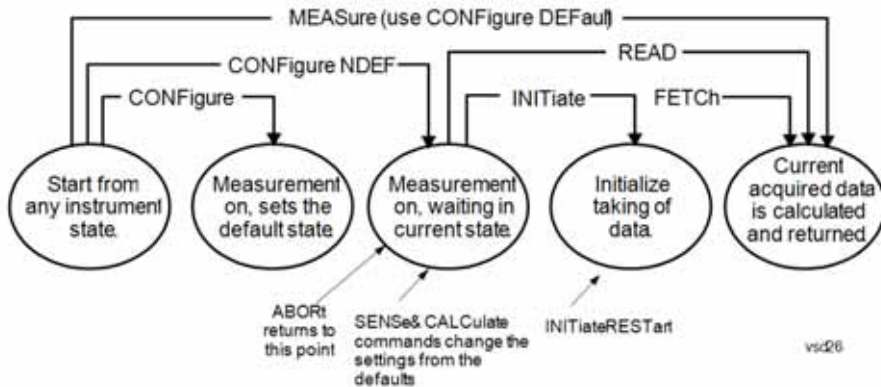 MEASure (use CONFigure DEFault)
CONFigure NDEF
READ
CONFigure
INITiate
FETCh
Start from
any instrument
state.
Measurement
on, sets the
default state.
Measurement
on, waiting in
current state.
Initialize
taking of
data.
Current
acquired data
is calculated
and returned.
ABORt
returns to
this point
SENSe& CALCulate
commands change the
settings from the
defaults
INITiateRESTart
vsd26